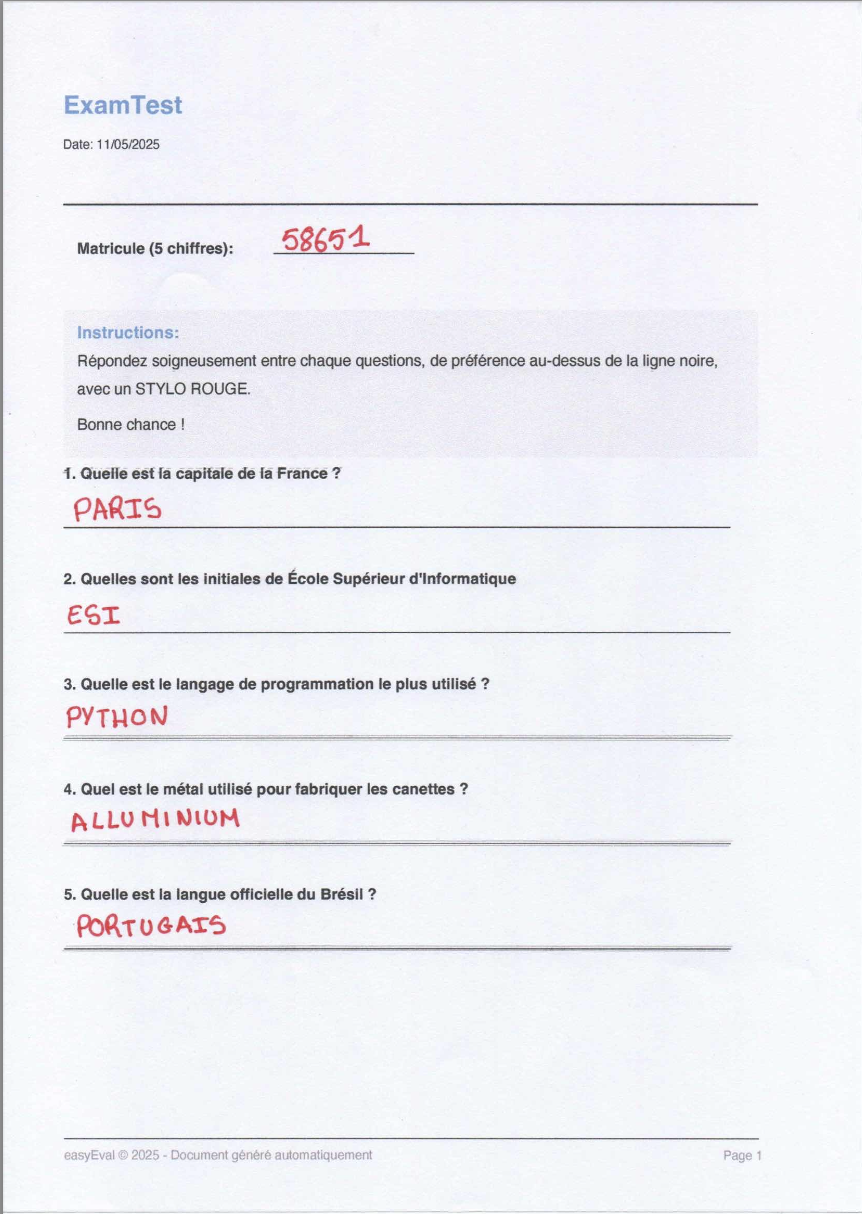 ExamTest
Date: 11/05/2025
Matricule (5 chiffres): 58651
Instructions:
Répondez soigneusement entre chaque questions, de préférence au-dessus de la ligne noire,
avec un STYLO ROUGE.
Bonne chance !
1. Quelle est la capitale de la France ?
PARIS
2. Quelles sont les initiales de École Supérieur d'Informatique
ESI
3. Quelle est le langage de programmation le plus utilisé ?
PYTHON
4. Quel est le métal utilisé pour fabriquer les canettes ?
ALLUMINIUM
5. Quelle est la langue officielle du Brésil ?
PORTUGAIS
easyEval © 2025 - Document généré automatiquement
Page 1